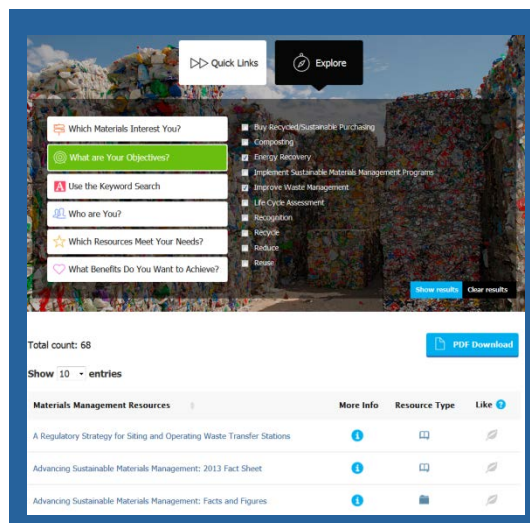 Quick Links
Explore
Which Materials Interest You?
What are Your Objectives?
Use the Keyword Search
Who are You?
Which Resources Meet Your Needs?
What Benefits Do You Want to Achieve?
Buy Recycled/Sustainable Purchasing
Composting
Energy Recovery
Implement Sustainable Materials Management Programs
Improve Waste Management
Life Cycle Assessment
Recognition
Recycle
Reduce
Reuse
Show results Clear results
Total count: 68
PDF Download
Show 10 entries
Materials Management Resources More Info Resource Type Like ?
A Regulatory Strategy for Siting and Operating Waste Transfer Stations
Advancing Sustainable Materials Management: 2013 Fact Sheet
Advancing Sustainable Materials Management: Facts and Figures